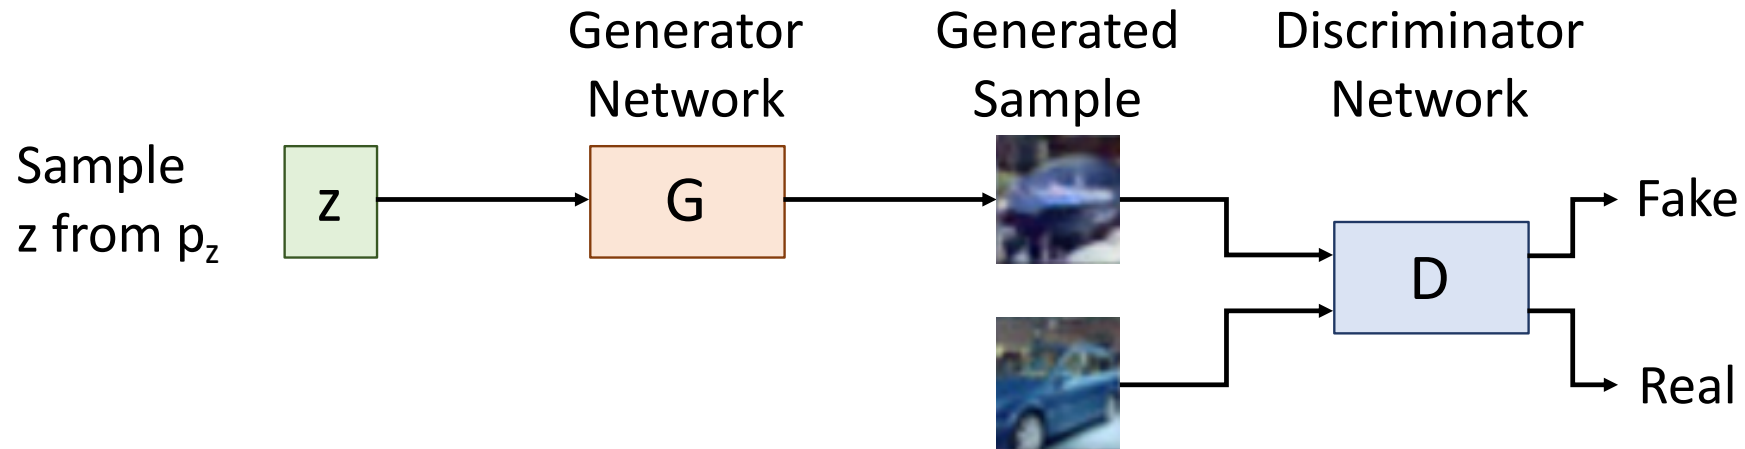 Generator
Network
Generated
Sample
Discriminator
Network
Sample
z from pz
z
G
D
Fake
Real